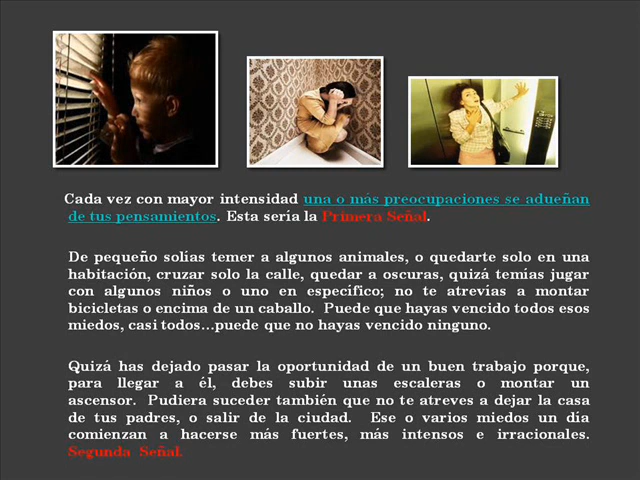 Cada vez con mayor intensidad una o más preocupaciones se adueñan
de tus pensamientos. Esta sería la Primera Señal.
De pequeño solías temer a algunos animales, o quedarte solo en una
habitación, cruzar solo la calle, quedar a oscuras, quizá temías jugar
con algunos niños o uno en específico; no te atrevías a montar
bicicletas o encima de un caballo.  Puede que hayas vencido todos esos
miedos, casi todos...puede que no hayas vencido ninguno.
Quizá has dejado pasar la oportunidad de un buen trabajo porque,
para llegar a él, debes subir unas escaleras o montar un
ascensor.  Pudiera suceder también que no te atreves a dejar la casa
de tus padres, o salir de la ciudad.  Ese o varios miedos un día
comienzan a hacerse más fuertes, más intensos e irracionales.
Segunda  Señal.